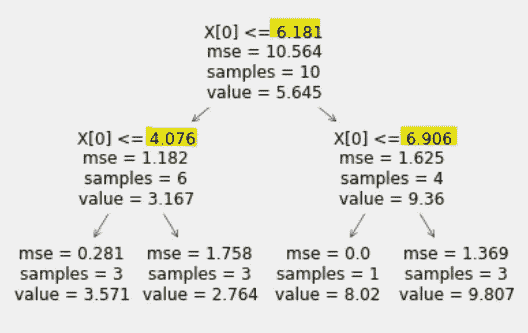 X[0] <= 6.181
mse = 10.564
samples = 10
value = 5.645
X[0] <= 4.076
mse = 1.182
samples = 6
value = 3.167
X[0] <= 6.906
mse = 1.625
samples = 4
value = 9.36
mse = 0.281
samples = 3
value = 3.571
mse = 1.758
samples = 3
value = 2.764
mse = 0.0
samples = 1
value = 8.02
mse = 1.369
samples = 3
value = 9.807